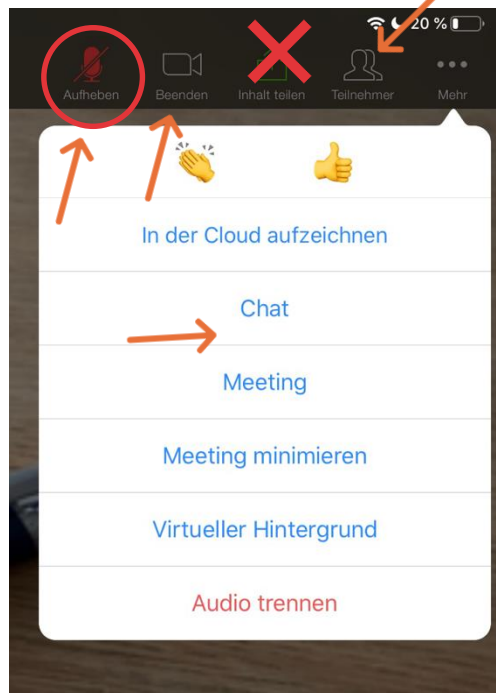 20 %
Aufheben Beenden Inhalt teilen Teilnehmer Mehr
In der Cloud aufzeichnen
Chat
Meeting
Meeting minimieren
Virtueller Hintergrund
Audio trennen